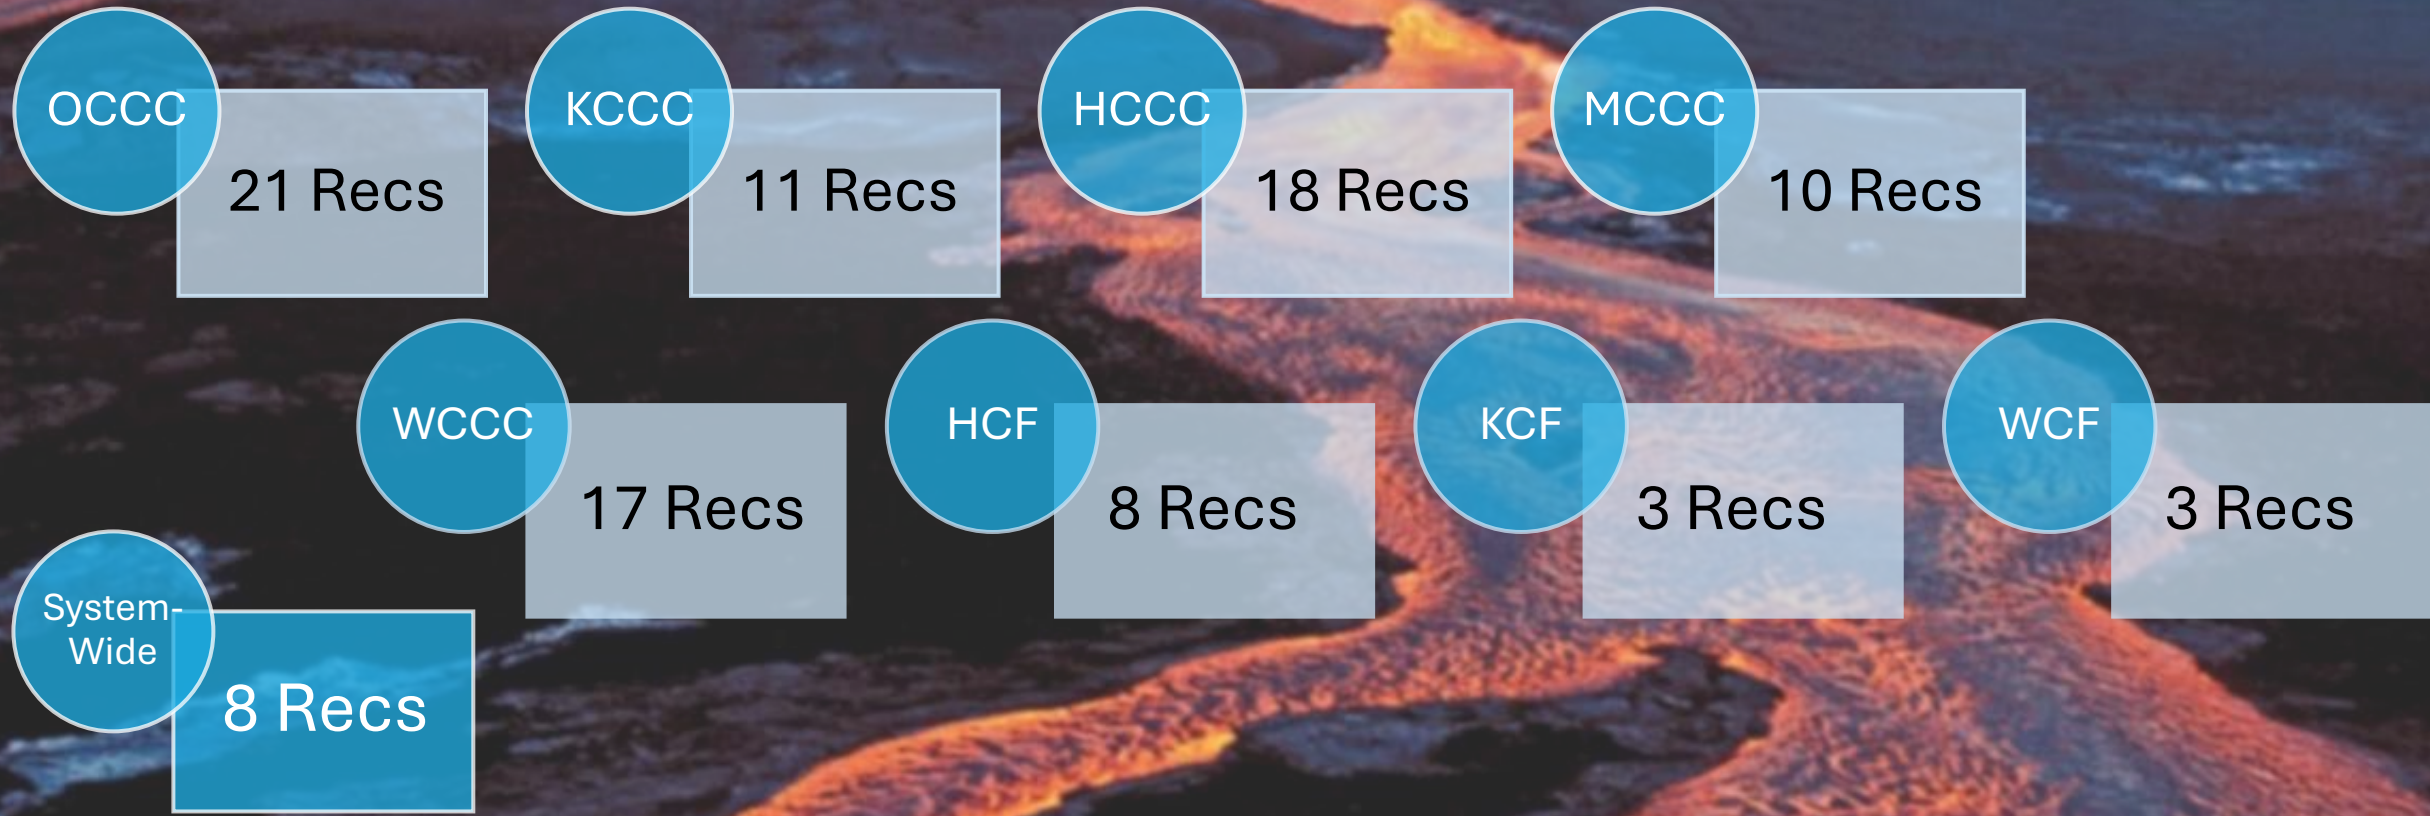 OCCC
21 Recs
KCCC
11 Recs
HCCC
18 Recs
MCCC
10 Recs
WCCC
17 Recs
HCF
8 Recs
KCF
3 Recs
WCF
3 Recs
System-
Wide
8 Recs